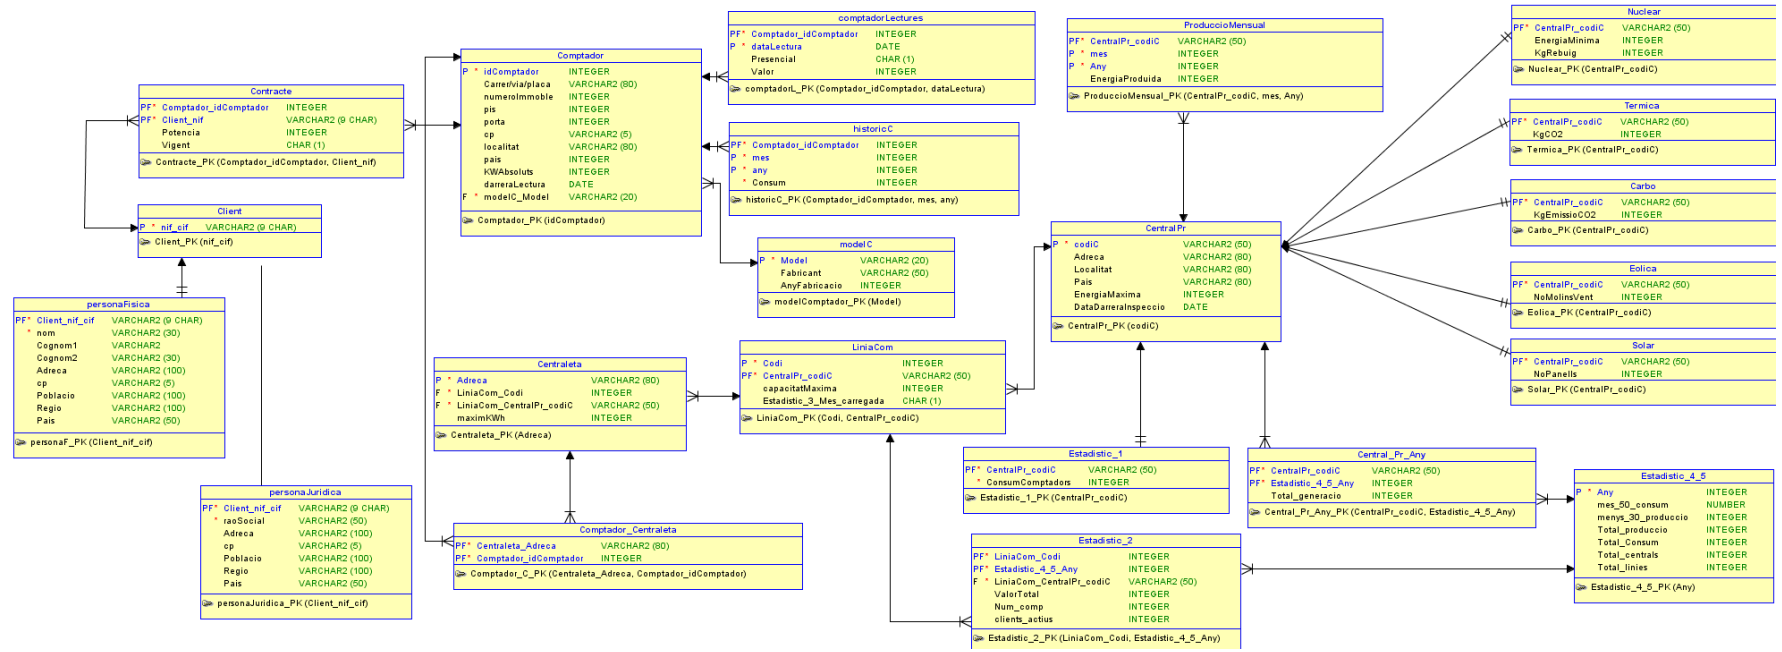 Contracte
PF* Comptador_idComptador INTEGER
PF* Client_nif VARCHAR2 (9 CHAR)
Potencia INTEGER
Vigent CHAR (1)
Contracte_PK (Comptador_idComptador, Client_nif)
Client
P * nif_cif VARCHAR2 (9 CHAR)
Client_PK (nif_cif)
personaFisica
PF* Client_nif_cif VARCHAR2 (9 CHAR)
* nom VARCHAR2 (30)
Cognom1 VARCHAR2
Cognom2 VARCHAR2 (30)
Adreca VARCHAR2 (100)
cp VARCHAR2 (5)
Poblacio VARCHAR2 (100)
Regio VARCHAR2 (100)
Pais VARCHAR2 (50)
personaF_PK (Client_nif_cif)
personaJuridica
PF* Client_nif_cif VARCHAR2 (9 CHAR)
* raoSocial VARCHAR2 (50)
Adreca VARCHAR2 (100)
cp VARCHAR2 (5)
Poblacio VARCHAR2 (100)
Regio VARCHAR2 (100)
Pais VARCHAR2 (50)
personaJuridica_PK (Client_nif_cif)
Comptador
P * idComptador INTEGER
Carrer/via/placa VARCHAR2 (80)
numeroImmoble INTEGER
pis INTEGER
porta INTEGER
cp VARCHAR2 (5)
localitat VARCHAR2 (80)
pais INTEGER
KWAbsoluts INTEGER
darreraLectura DATE
F * modelC_Model VARCHAR2 (20)
Comptador_PK (idComptador)
comptadorLectures
PF* Comptador_idComptador INTEGER
P * dataLectura DATE
Presencial CHAR (1)
Valor INTEGER
comptadorL_PK (Comptador_idComptador, dataLectura)
historicC
PF* Comptador_idComptador INTEGER
P * mes INTEGER
P * any INTEGER
* Consum INTEGER
historicC_PK (Comptador_idComptador, mes, any)
modelC
P * Model VARCHAR2 (20)
Fabricant VARCHAR2 (50)
AnyFabricacio INTEGER
modelComptador_PK (Model)
Centraleta
P * Adreca VARCHAR2 (80)
F * LiniaCom_Codi INTEGER
F * LiniaCom_CentralPr_codiC VARCHAR2 (50)
maximKWh INTEGER
Centraleta_PK (Adreca)
Comptador_Centraleta
PF* Centraleta_Adreca VARCHAR2 (80)
PF* Comptador_idComptador INTEGER
Comptador_C_PK (Centraleta_Adreca, Comptador_idComptador)
LiniaCom
P * Codi INTEGER
PF* CentralPr_codiC VARCHAR2 (50)
capacitatMaxima INTEGER
Estadistic_3_Mes_carregada CHAR (1)
LiniaCom_PK (Codi, CentralPr_codiC)
ProduccioMensual
PF* CentralPr_codiC VARCHAR2 (50)
P * mes INTEGER
P * Any INTEGER
EnergiaProduida INTEGER
ProduccioMensual_PK (CentralPr_codiC, mes, Any)
CentralPr
P * codiC VARCHAR2 (50)
Adreca VARCHAR2 (80)
Localitat VARCHAR2 (80)
Pais VARCHAR2 (80)
EnergiaMaxima INTEGER
DataDarreraInspeccio DATE
CentralPr_PK (codiC)
Estadistic_1
PF* CentralPr_codiC VARCHAR2 (50)
* ConsumComptadors INTEGER
Estadistic_1_PK (CentralPr_codiC)
Estadistic_2
PF* LiniaCom_Codi INTEGER
PF* Estadistic_4_5_Any INTEGER
F * LiniaCom_CentralPr_codiC VARCHAR2 (50)
ValorTotal INTEGER
Num_comp INTEGER
clients_actius INTEGER
Estadistic_2_PK (LiniaCom_Codi, Estadistic_4_5_Any)
Central_Pr_Any
PF* CentralPr_codiC VARCHAR2 (50)
PF* Estadistic_4_5_Any INTEGER
Total_generacio INTEGER
Central_Pr_Any_PK (CentralPr_codiC, Estadistic_4_5_Any)
Estadistic_4_5
P * Any INTEGER
mes_50_consum NUMBER
menys_30_produccio INTEGER
Total_produccio INTEGER
Total_Consum INTEGER
Total_centrals INTEGER
Total_linies INTEGER
Estadistic_4_5_PK (Any)
Nuclear
PF* CentralPr_codiC VARCHAR2 (50)
EnergiaMinima INTEGER
KgRebuig INTEGER
Nuclear_PK (CentralPr_codiC)
Termica
PF* CentralPr_codiC VARCHAR2 (50)
KgCO2 INTEGER
Termica_PK (CentralPr_codiC)
Carbo
PF* CentralPr_codiC VARCHAR2 (50)
KgEmissioCO2 INTEGER
Carbo_PK (CentralPr_codiC)
Eolica
PF* CentralPr_codiC VARCHAR2 (50)
NoMolinsVent INTEGER
Eolica_PK (CentralPr_codiC)
Solar
PF* CentralPr_codiC VARCHAR2 (50)
NoPanells INTEGER
Solar_PK (CentralPr_codiC)